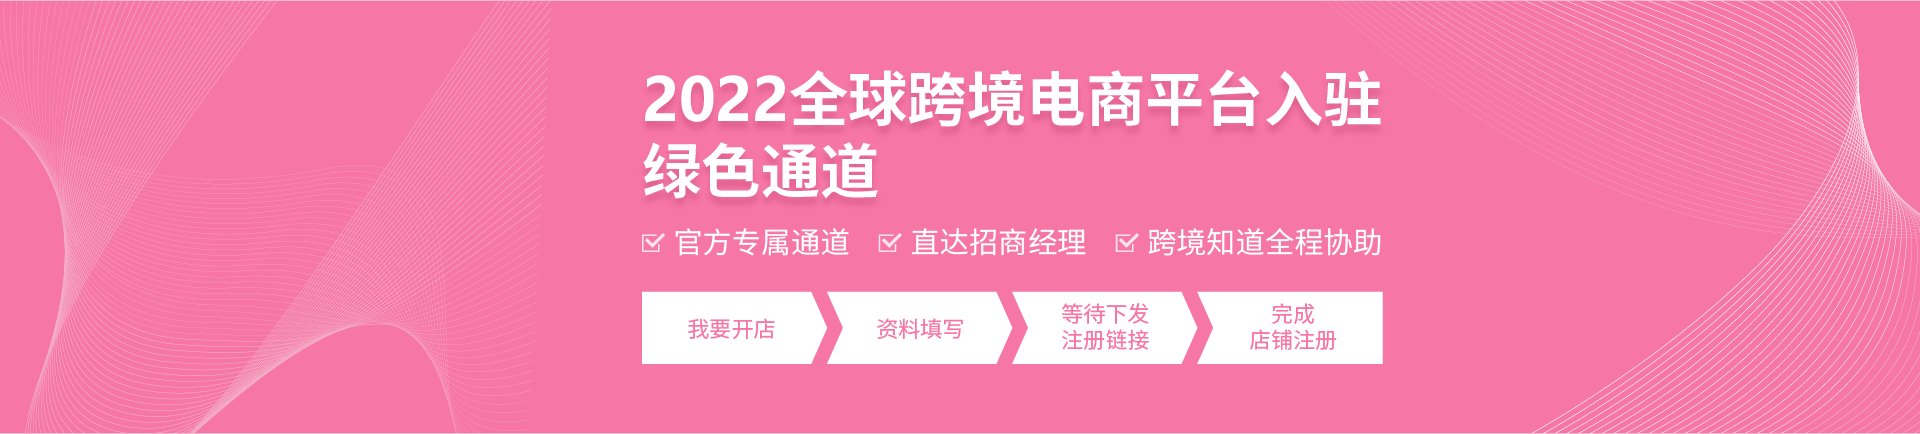 2022全球跨境电商平台入驻
绿色通道
官方专属通道 直达招商经理 跨境知道全程协助
我要开店
资料填写
等待下发
注册链接
完成
店铺注册